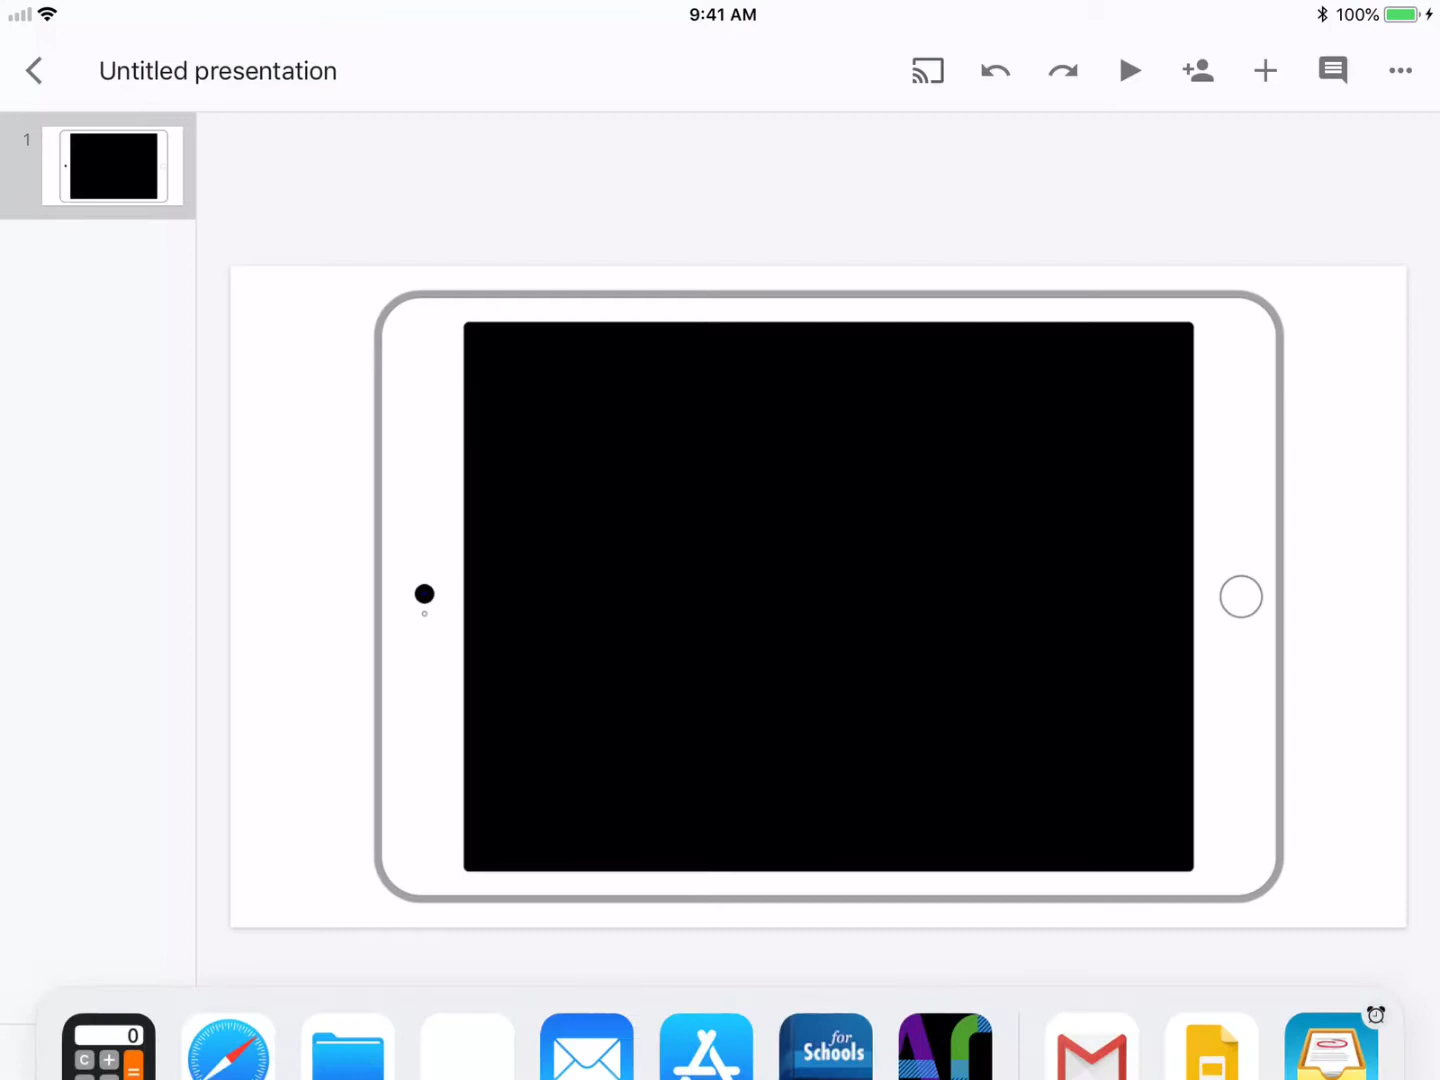 9:41 AM
100%
Untitled presentation
1
0
C +
=
for
Schools